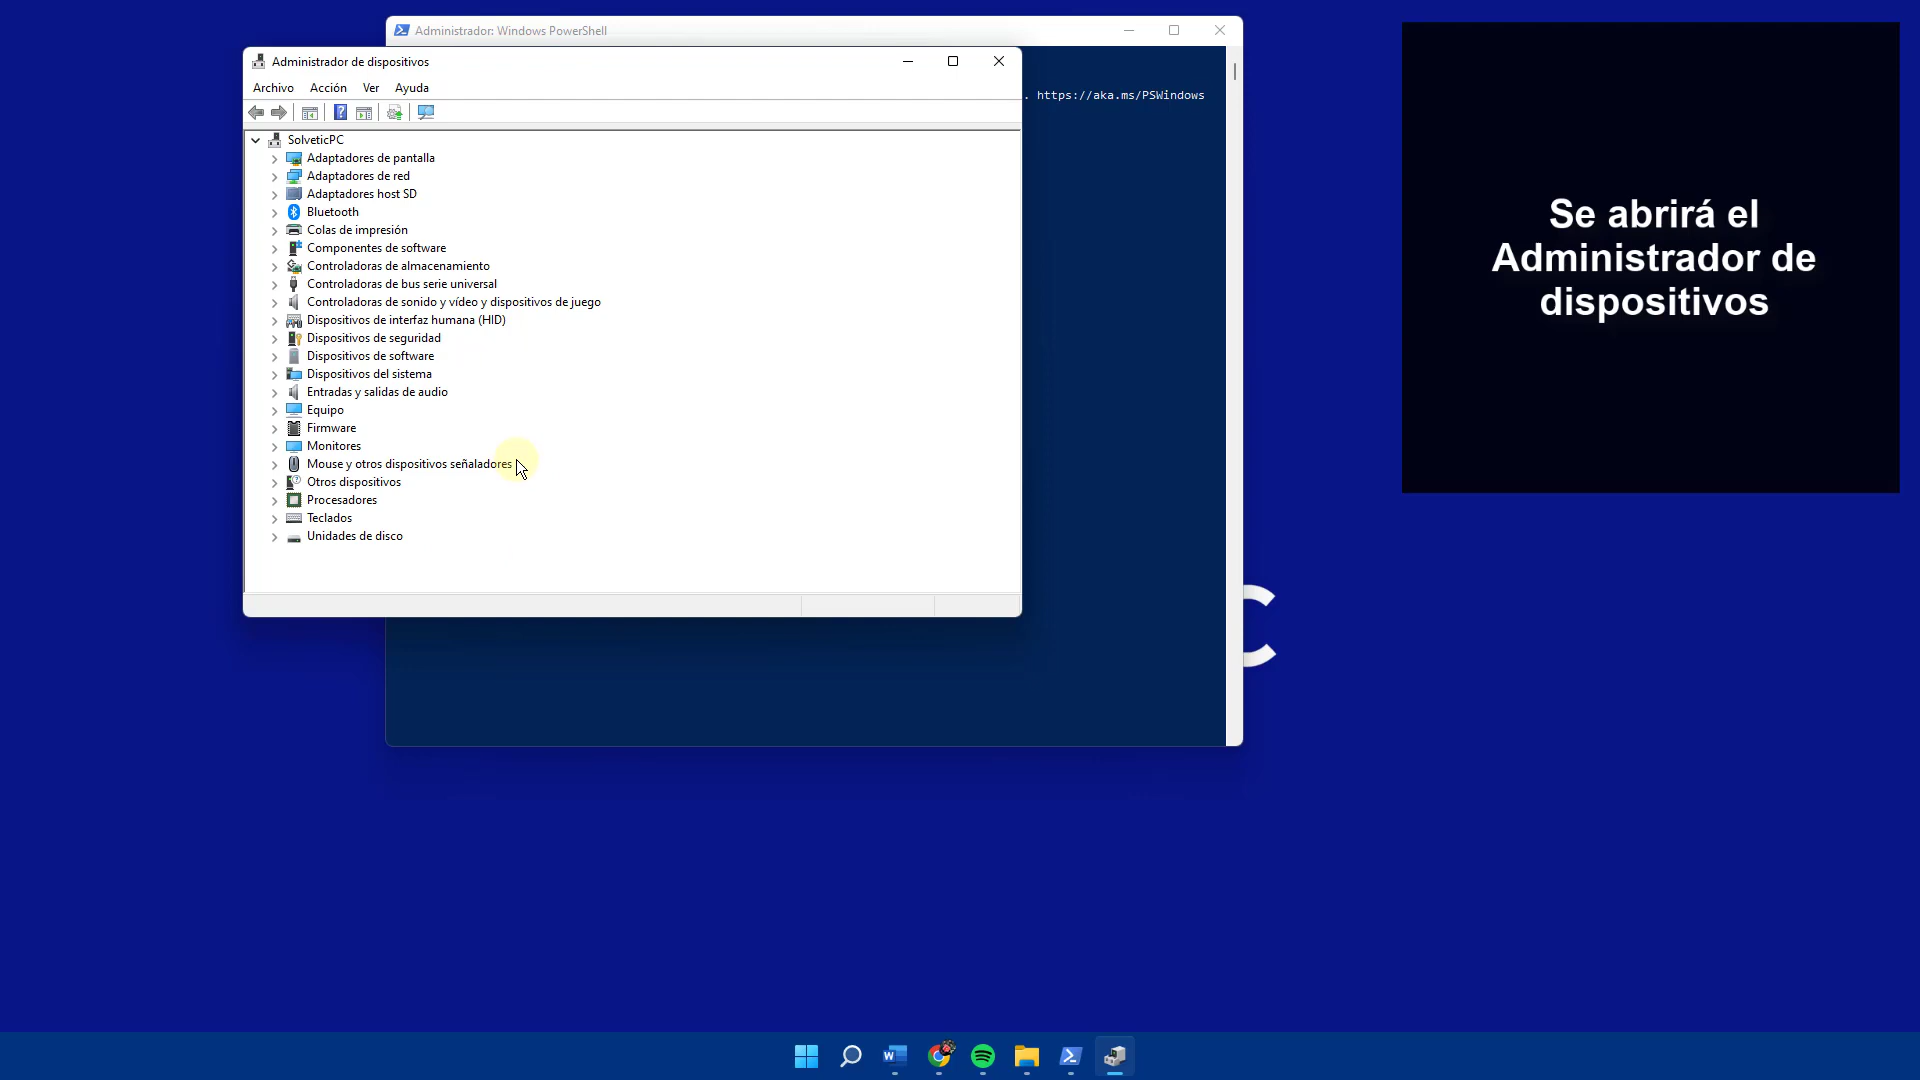 Administrador: Windows PowerShell
Administrador de dispositivos
Archivo Acción Ver Ayuda
. https://aka.ms/PSWindows
SolveticPC
Adaptadores de pantalla
Adaptadores de red
Adaptadores host SD
Bluetooth
Colas de impresión
Componentes de software
Controladoras de almacenamiento
Controladoras de bus serie universal
Controladoras de sonido y vídeo y dispositivos de juego
Dispositivos de interfaz humana (HID)
Dispositivos de seguridad
Dispositivos de software
Dispositivos del sistema
Entradas y salidas de audio
Equipo
Firmware
Monitores
Mouse y otros dispositivos señaladores
Otros dispositivos
Procesadores
Teclados
Unidades de disco
Se abrirá el
Administrador de
dispositivos
C